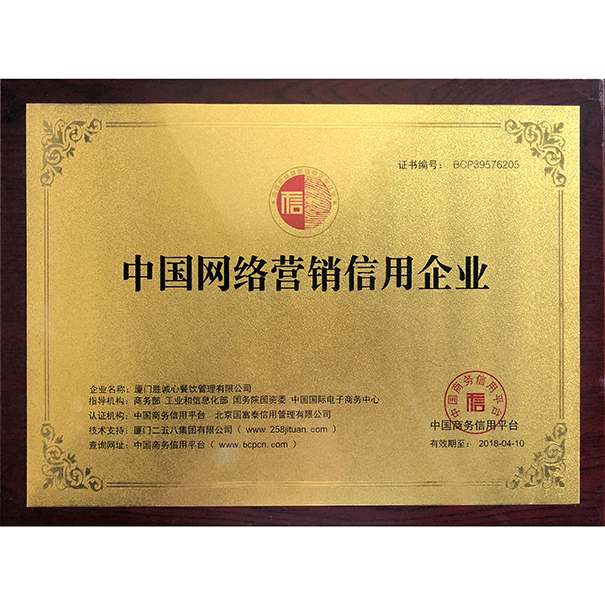 证书编号： BCP39576205
信
中国网络营销信用企业
企业名称：厦门胜诚心餐饮管理有限公司
指导机构：商务部 工业和信息化部 国务院国资委 中国国际电子商务中心
认证机构：中国商务信用平台 北京国富泰信用管理有限公司
技术支持：厦门二五八集团有限公司（ www.258jituan.com ）
查询网址：中国商务信用平台（ www.bcpcn.com ）
中国商务信用平台
信
中国商务信用平台
有效期至： 2018-04-10